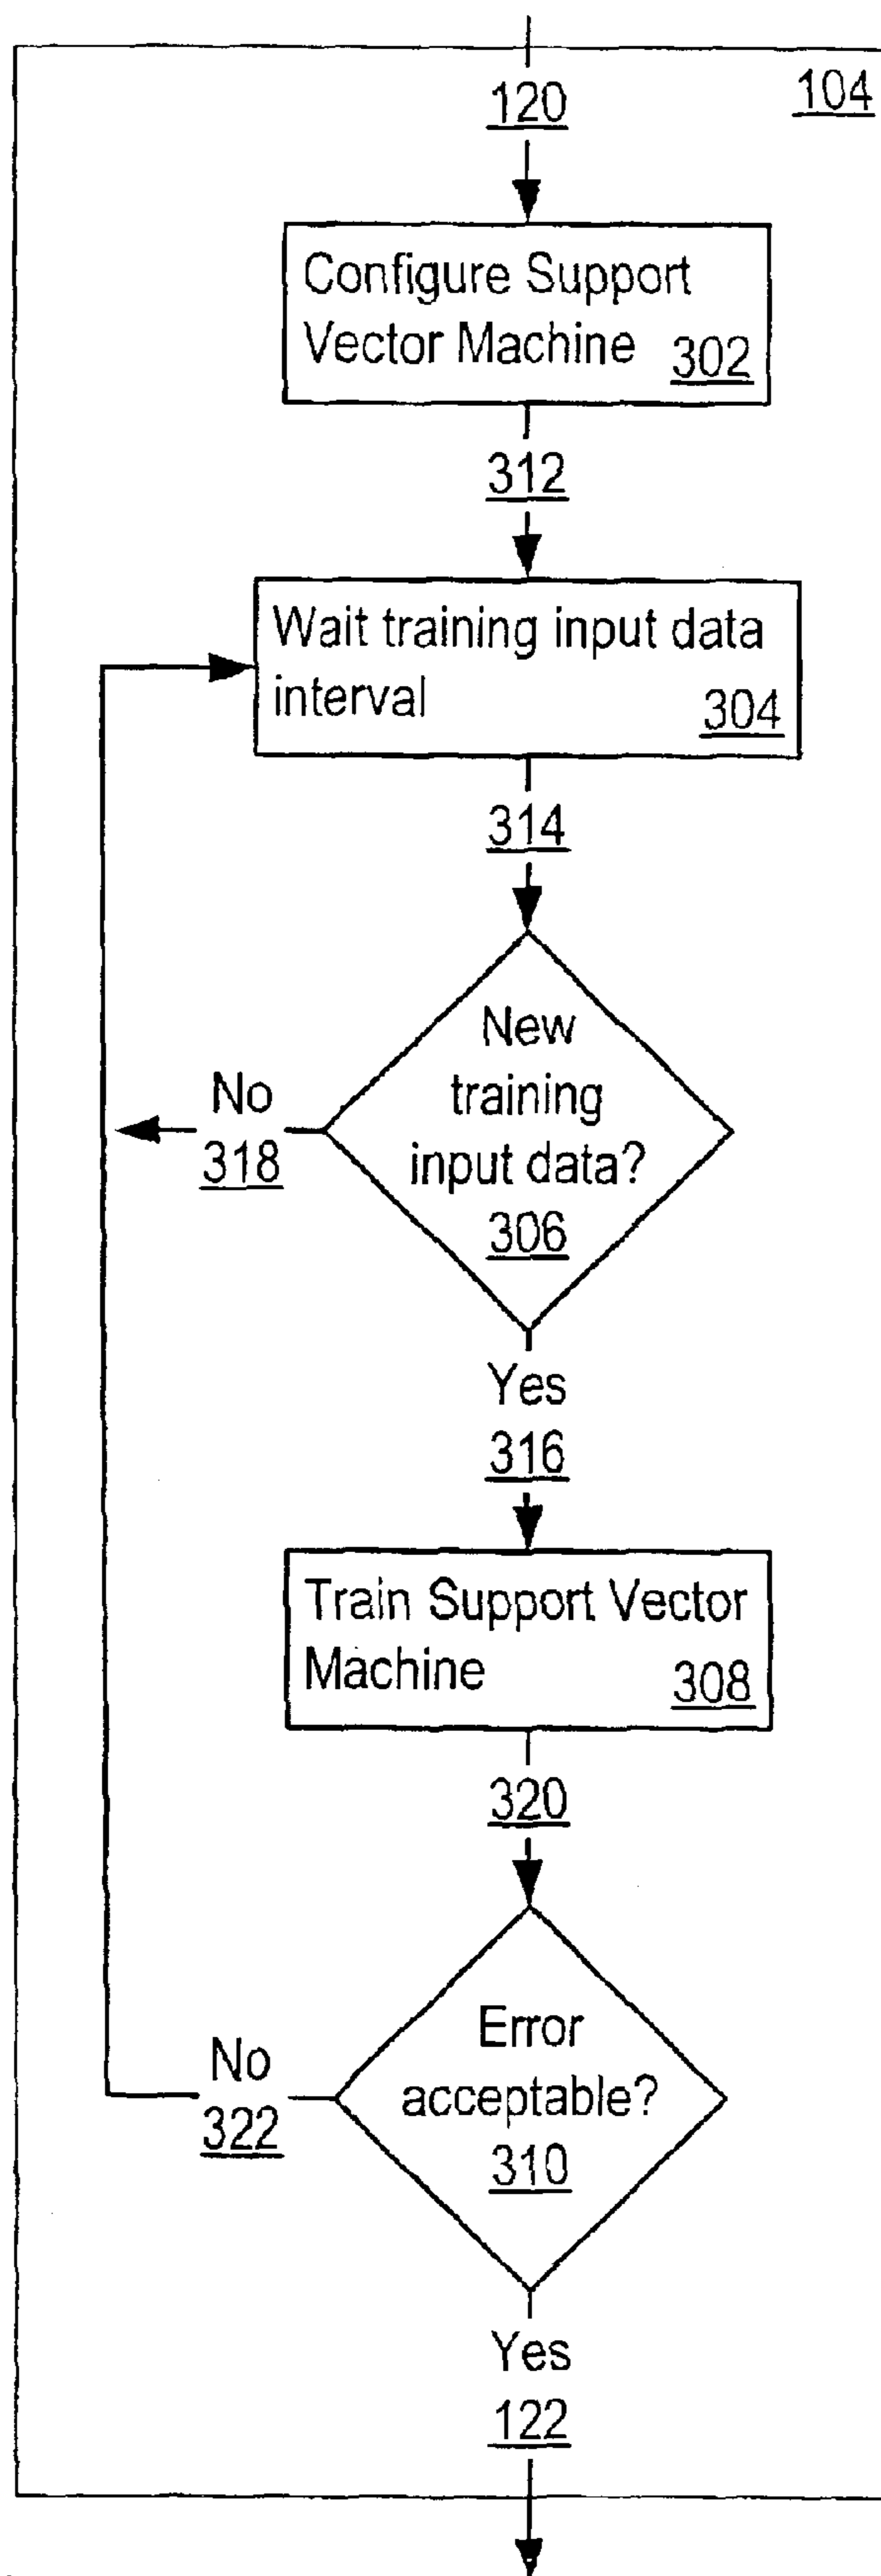 104
120
Configure Support
Vector Machine 302
312
Wait training input data
interval 304
314
New
training
input data?
306
No
318
Yes
316
Train Support Vector
Machine 308
320
Error
acceptable?
310
No
322
Yes
122